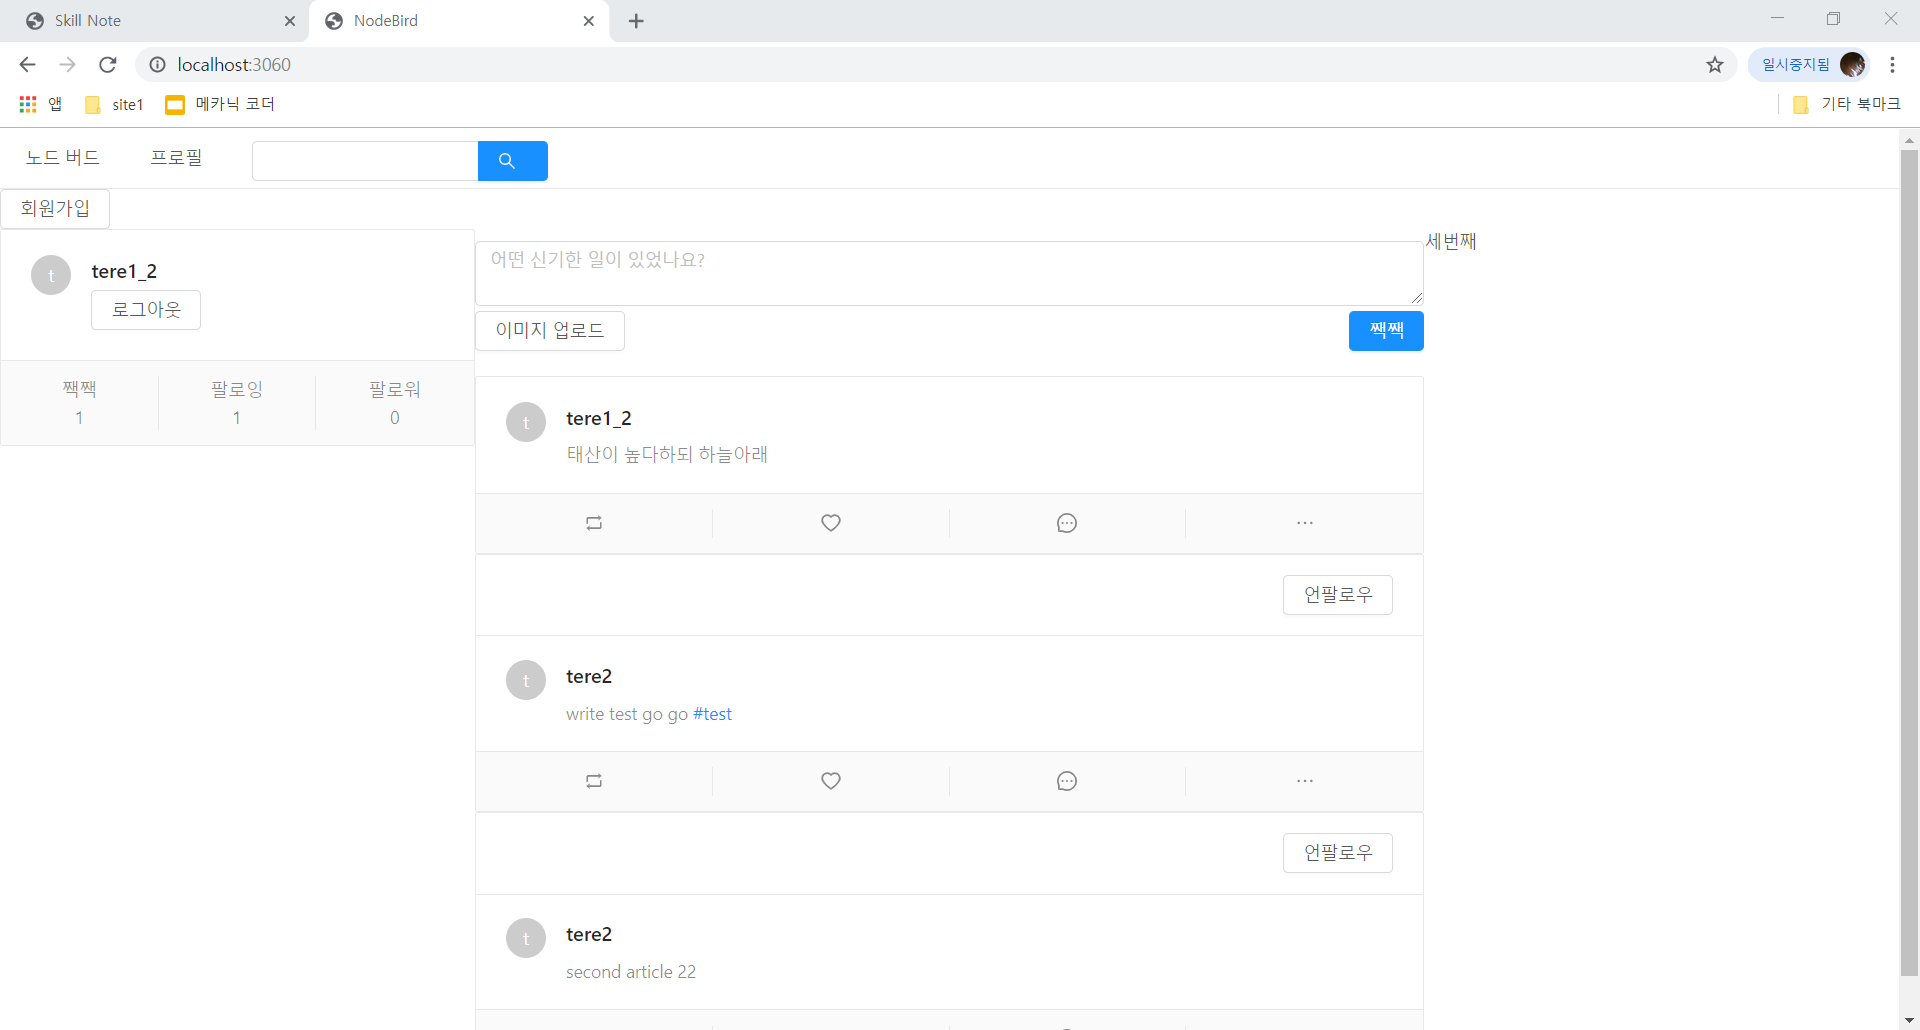 Skill Note
NodeBird
localhost:3060
일시중지됨
앱
site1
메카닉 코더
기타 북마크
노드 버드
프로필
회원가입
t
tere1_2
로그아웃
짹짹
1
팔로잉
1
팔로워
0
어떤 신기한 일이 있었나요?
이미지 업로드
짹짹
세번째
t
tere1_2
태산이 높다하되 하늘아래
언팔로우
t
tere2
write test go go #test
언팔로우
t
tere2
second article 22